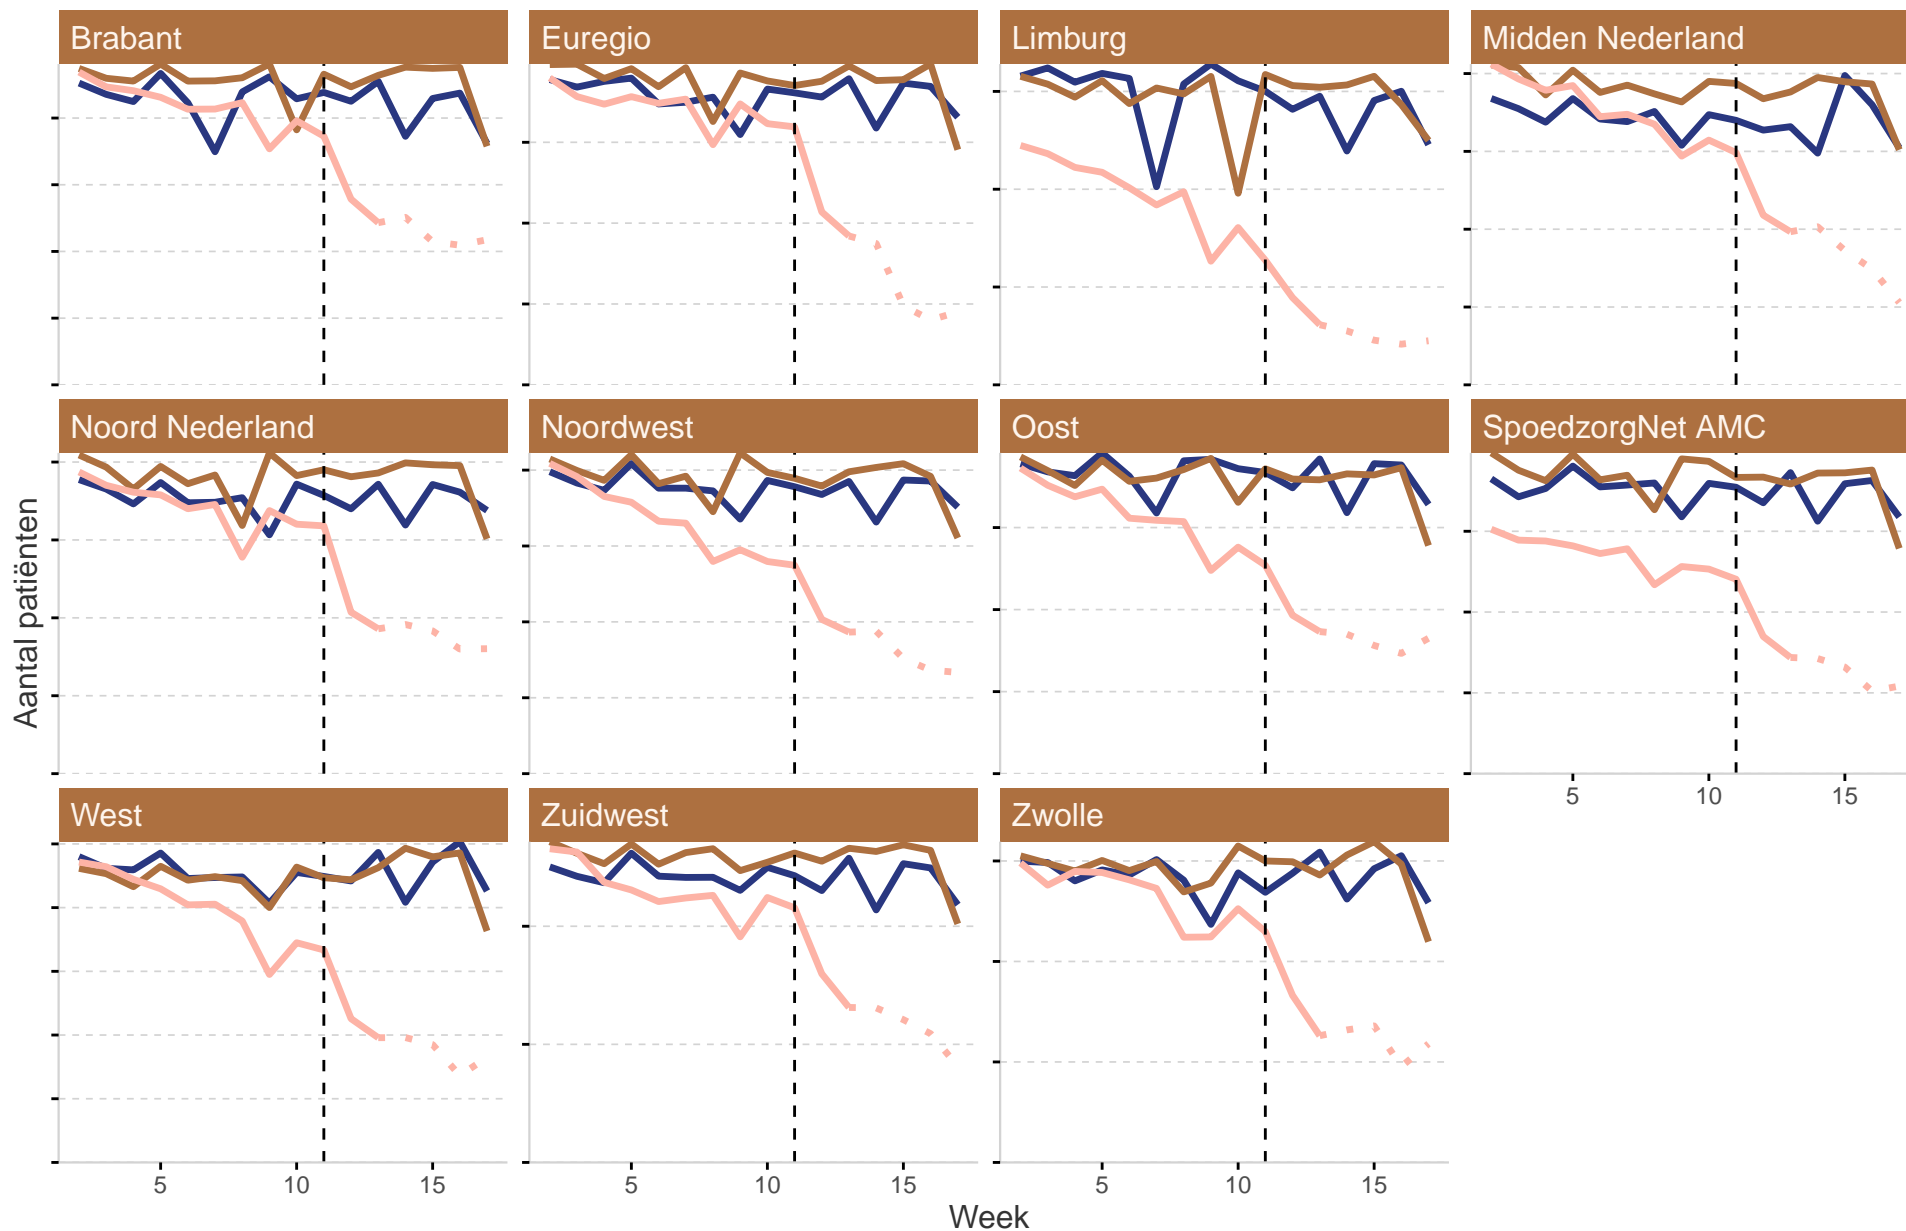 Brabant
Euregio
Limburg
Midden Nederland
Noord Nederland
Noordwest
Oost
SpoedzorgNet AMC
5 10 15
West
Zuidwest
Zwolle
5 10 15
5 10 15
5 10 15
Week
Aantal patiënten